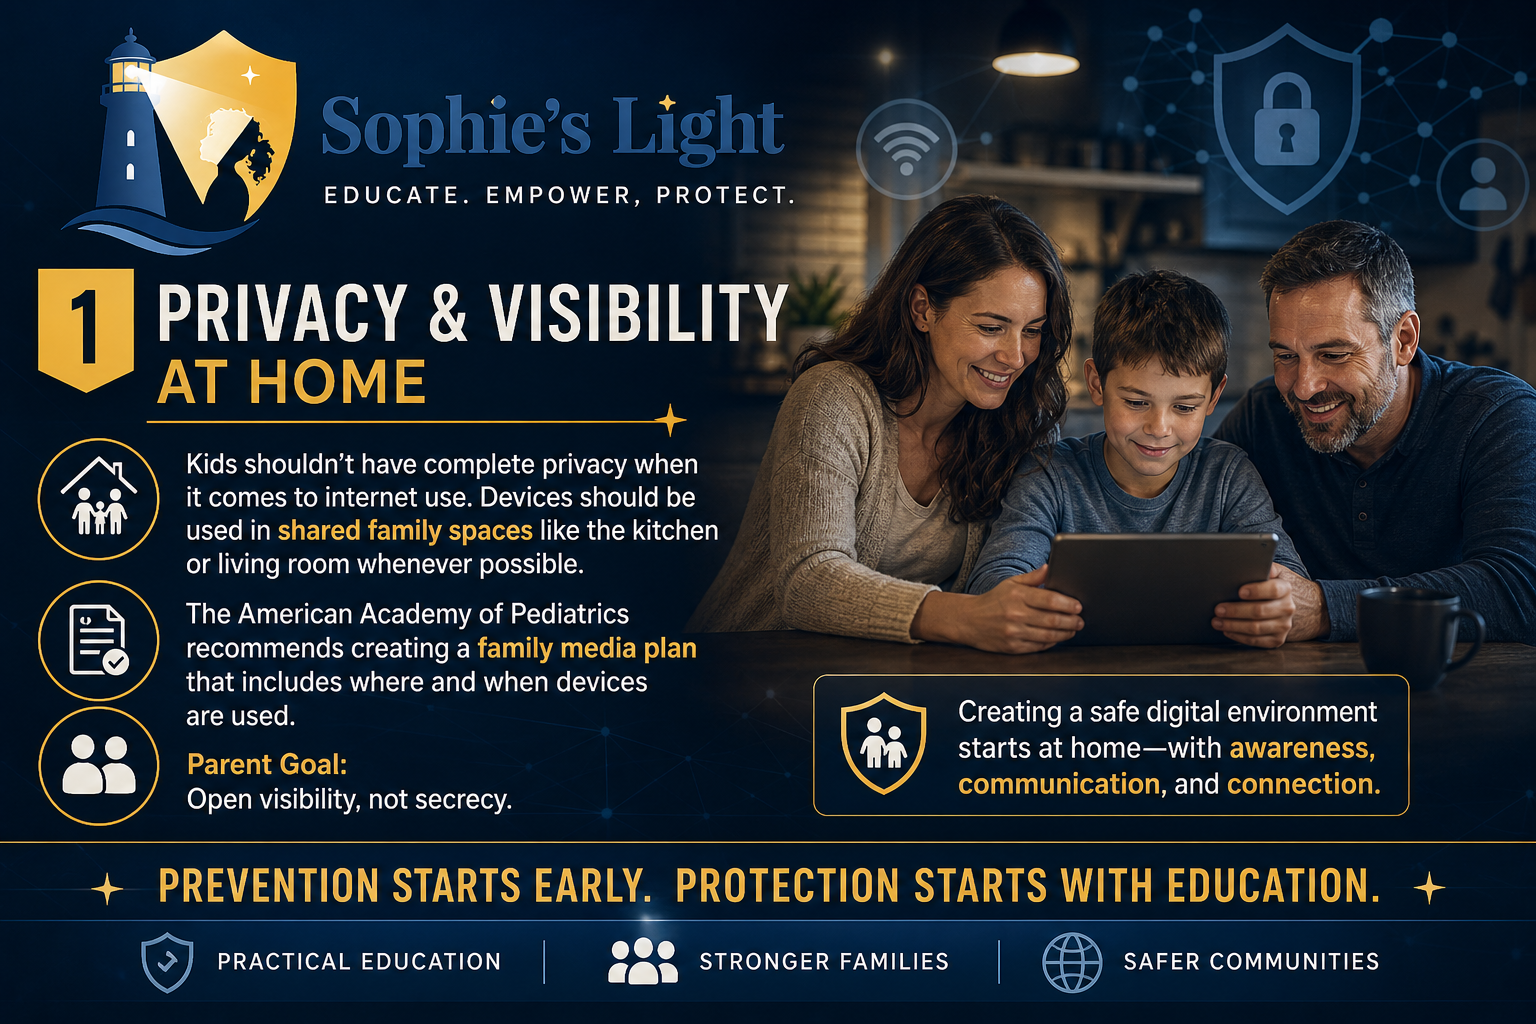 Sophie's Light
EDUCATE. EMPOWER, PROTECT.
1
PRIVACY & VISIBILITY
AT HOME
Kids shouldn't have complete privacy when
it comes to internet use. Devices should be
used in shared family spaces like the kitchen
or living room whenever possible.
The American Academy of Pediatrics
recommends creating a family media plan
that includes where and when devices
are used.
Parent Goal:
Open visibility, not secrecy.
Creating a safe digital environment
starts at home—with awareness,
communication, and connection.
PREVENTION STARTS EARLY. PROTECTION STARTS WITH EDUCATION.
PRACTICAL EDUCATION
STRONGER FAMILIES
SAFER COMMUNITIES